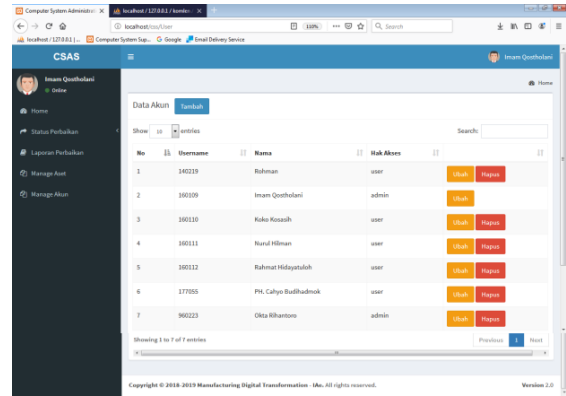 Computer System Administrat
localhost / 127.0.0.1 / kombor
localhost/css/User
110%
Search
localhost / 127.0.0.1 | ...
Computer System Sup...
Google
Email Delivery Service
CSAS
Imam Qostholani
Imam Qostholani
Online
Home
Home
Status Perbaikan
Laporan Perbaikan
Manage Aset
Manage Akun
Data Akun Tambah
Show 10 entries Search:
No Username Nama Hak Akses
1 140219 Rohman user Ubah Hapus
2 160109 Imam Qostholani admin Ubah
3 160110 Koko Kosasih user Ubah Hapus
4 160111 Nurul Hilman user Ubah Hapus
5 160112 Rahmat Hidayatuloh user Ubah Hapus
6 177055 PH. Cahyo Budihadmok user Ubah Hapus
7 960223 Okta Rihantoro admin Ubah Hapus
Showing 1 to 7 of 7 entries Previous 1 Next
Copyright © 2018-2019 Manufacturing Digital Transformation - IAe. All rights reserved. Version 2.0